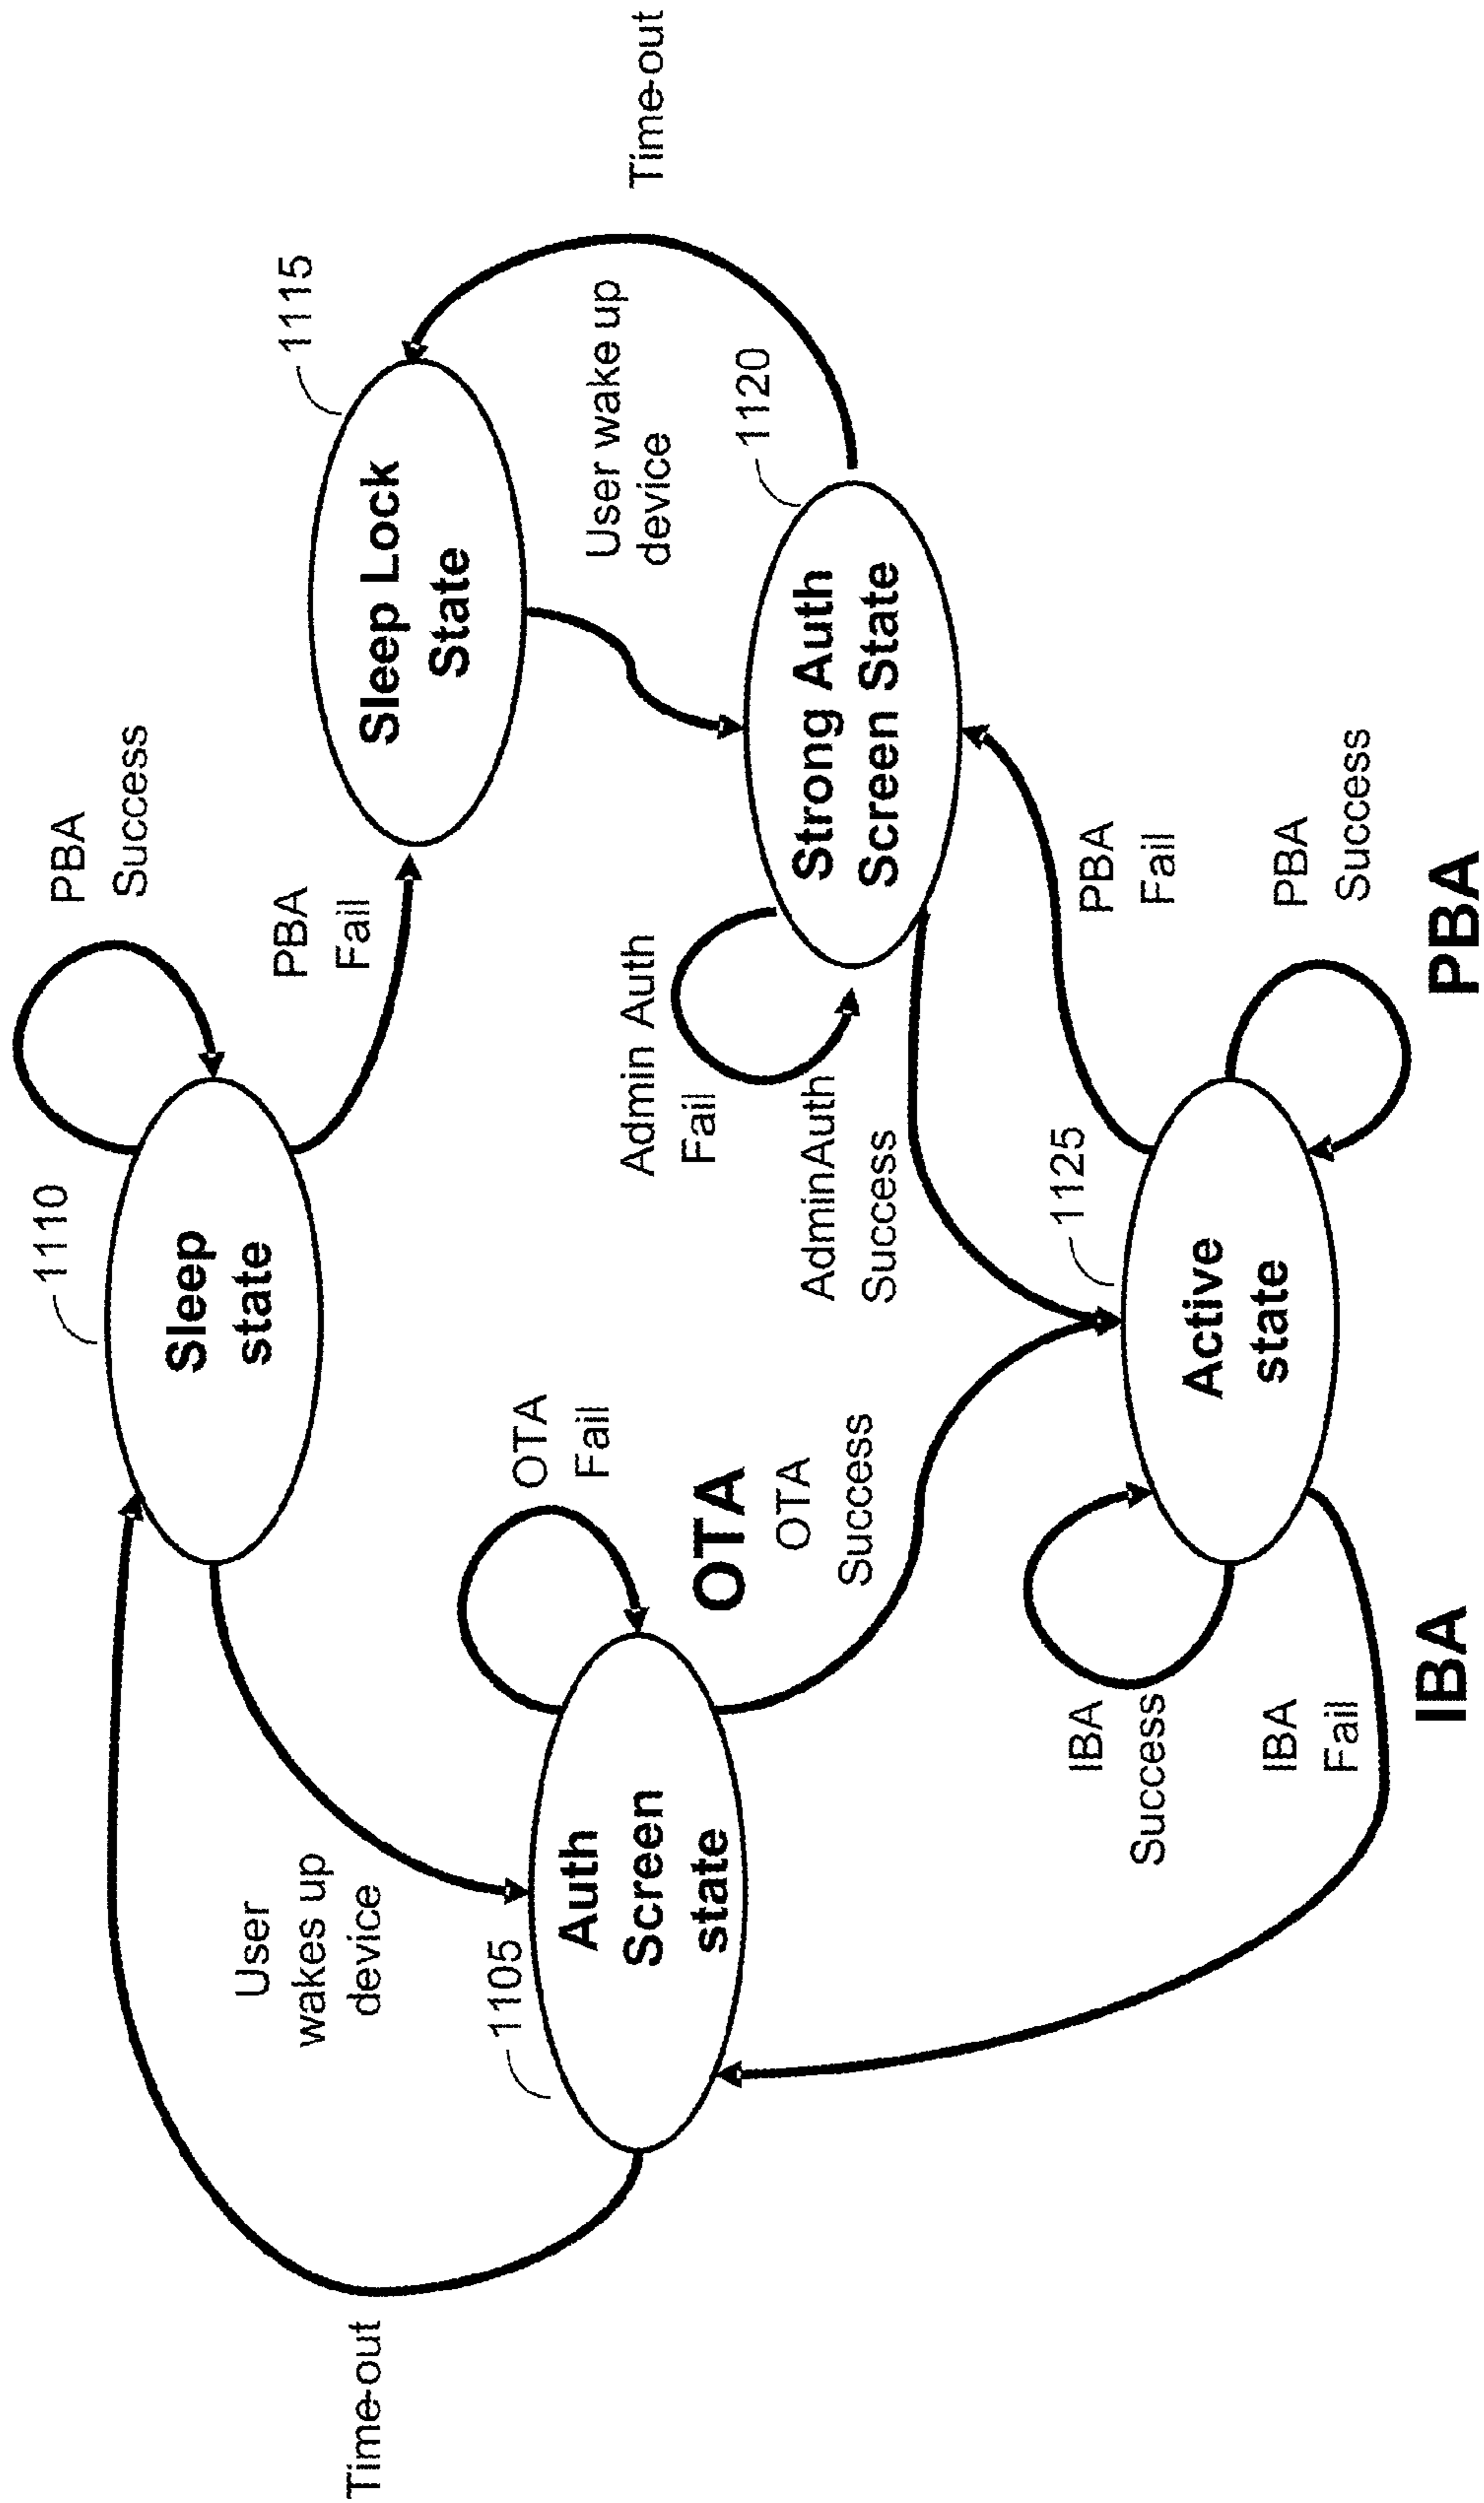 1110
PBA
Success
Sleep
state
PBA
Fail
1115
Sleep Lock
State
Time-out
User
wakes up
device
User wake up
device
1105
OTA
Fail
Auth
Screen
state
OTA
OTA
Success
Admin Auth
Fail
AdminAuth
Success
1120
Strong Auth
Screen State
Time-out
1125
Active
state
IBA
Success
IBA
Fail
PBA
Fail
PBA
Success
IBA
PBA